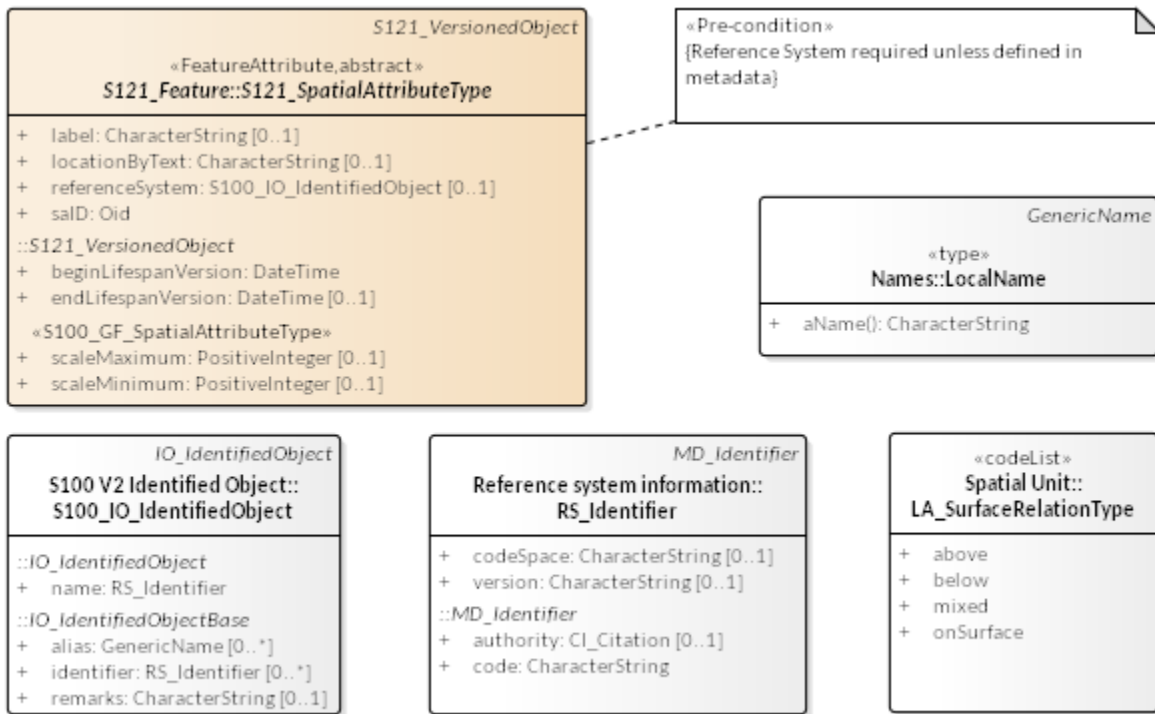 S121_VersionedObject
«FeatureAttribute,abstract»
S121_Feature::S121_SpatialAttributeType
+ label: CharacterString [0..1]
+ locationByText: CharacterString [0..1]
+ referenceSystem: S100_IO_IdentifiedObject [0..1]
+ saID: Oid
::S121_VersionedObject
+ beginLifespanVersion: DateTime
+ endLifespanVersion: DateTime [0..1]
«S100_GF_SpatialAttributeType»
+ scaleMaximum: PositiveInteger [0..1]
+ scaleMinimum: PositiveInteger [0..1]
«Pre-condition»
{Reference System required unless defined in
metadata}
GenericName
«type»
Names::LocalName
+ aName(): CharacterString
IO_IdentifiedObject
S100 V2 Identified Object::
S100_IO_IdentifiedObject
::IO_IdentifiedObject
+ name: RS_Identifier
::IO_IdentifiedObjectBase
+ alias: GenericName [0..*]
+ identifier: RS_Identifier [0..*]
+ remarks: CharacterString [0..1]
MD_Identifier
Reference system information::
RS_Identifier
+ codeSpace: CharacterString [0..1]
+ version: CharacterString [0..1]
::MD_Identifier
+ authority: CI_Citation [0..1]
+ code: CharacterString
«codeList»
Spatial Unit::
LA_SurfaceRelationType
+ above
+ below
+ mixed
+ onSurface